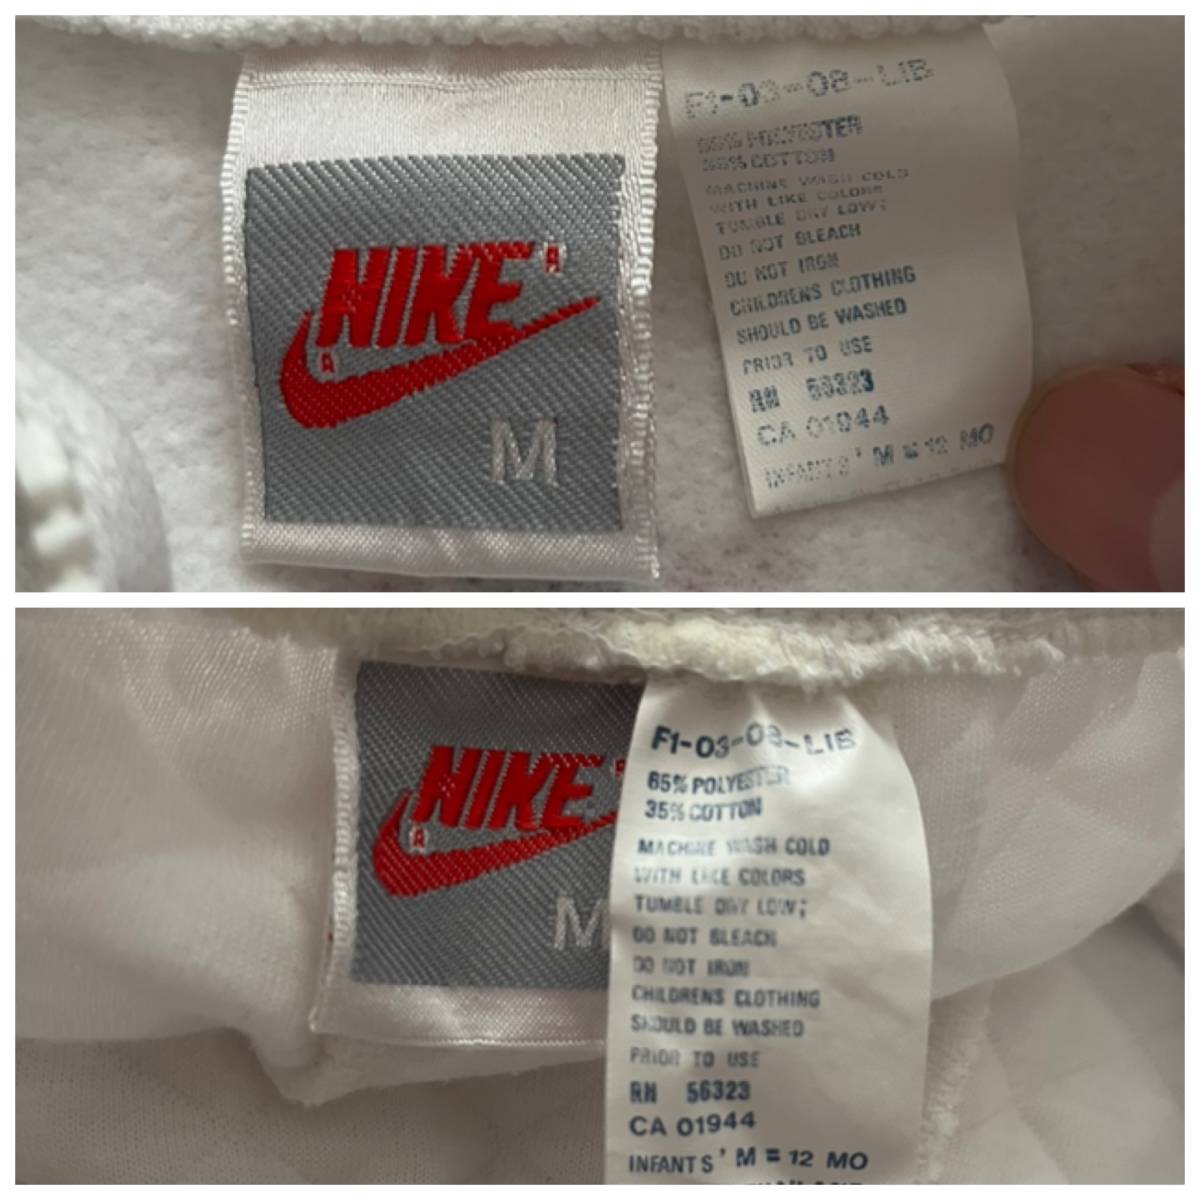 NIKE
M
F1-03-08-LIB
65% POLYESTER
35% COTTON
MACHINE WASH COLD
WITH LIKE COLORS
TUMBLE DRY LOW;
DO NOT BLEACH
DO NOT IRON
CHILDRENS CLOTHING
SHOULD BE WASHED
PRIOR TO USE
RN 56323
CA 01944
INFANTS' M = 12 MO
NIKE
M
F1-03-08-LIB
65% POLYESTER
35% COTTON
MACHINE WASH COLD
WITH LIKE COLORS
TUMBLE DRY LOW;
DO NOT BLEACH
DO NOT IRON
CHILDRENS CLOTHING
SHOULD BE WASHED
PRIOR TO USE
RN 56323
CA 01944
INFANTS' M = 12 MO